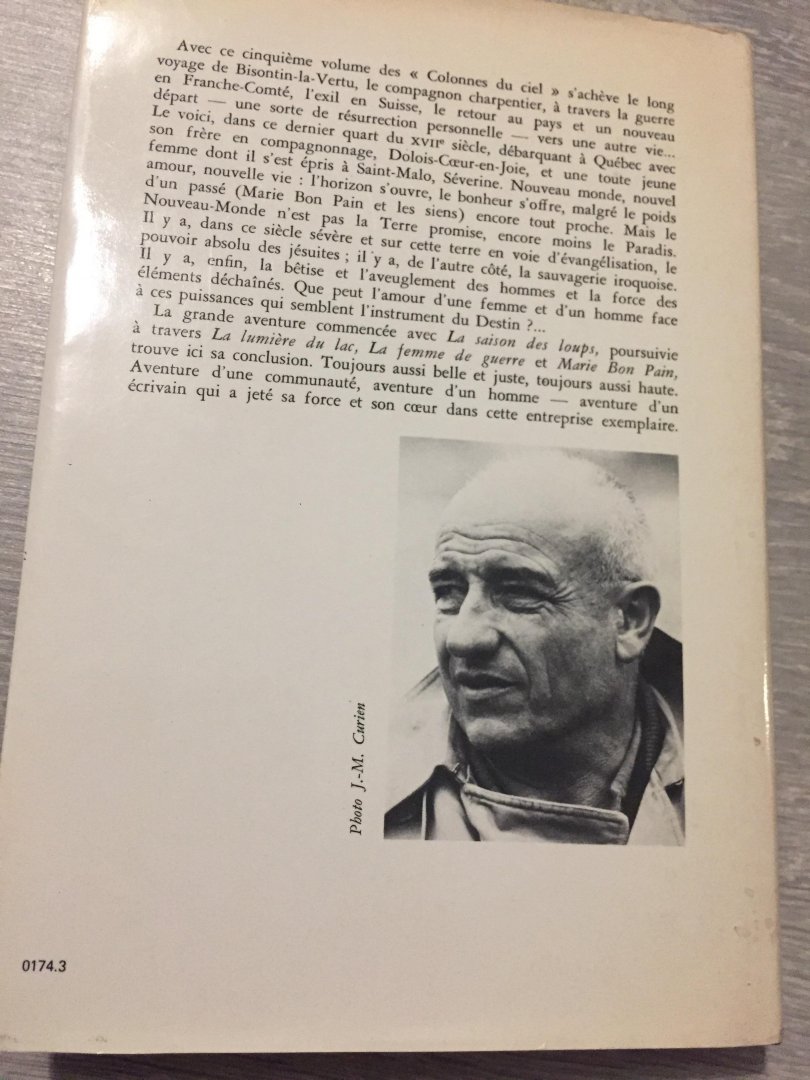 Avec ce cinquième volume des « Colonnes du ciel » s'achève le long
voyage de Bisontin-la-Vertu, le compagnon charpentier, à travers la guerre
en Franche-Comté, l'exil en Suisse, le retour au pays et un nouveau
départ — une sorte de résurrection personnelle — vers une autre vie...
Le voici, dans ce dernier quart du XVIIe siècle, débarquant à Québec avec
son frère en compagnonnage, Dolois-Cœur-en-Joie, et une toute jeune
femme dont il s'est épris à Saint-Malo, Séverine. Nouveau monde, nouvel
amour, nouvelle vie : l'horizon s'ouvre, le bonheur s'offre, malgré le poids
d'un passé (Marie Bon Pain et les siens) encore tout proche. Mais le
Nouveau-Monde n'est pas la Terre promise, encore moins le Paradis.
Il y a, dans ce siècle sévère et sur cette terre en voie d'évangélisation, le
pouvoir absolu des jésuites ; il y a, de l'autre côté, la sauvagerie iroquoise.
Il y a, enfin, la bêtise et l'aveuglement des hommes et la force des
éléments déchaînés. Que peut l'amour d'une femme et d'un homme face
à ces puissances qui semblent l'instrument du Destin ?...
La grande aventure commencée avec La saison des loups, poursuivie
à travers La lumière du lac, La femme de guerre et Marie Bon Pain,
trouve ici sa conclusion. Toujours aussi belle et juste, toujours aussi haute.
Aventure d'une communauté, aventure d'un homme — aventure d'un
écrivain qui a jeté sa force et son cœur dans cette entreprise exemplaire.
Photo J.-M. Curien
0174.3